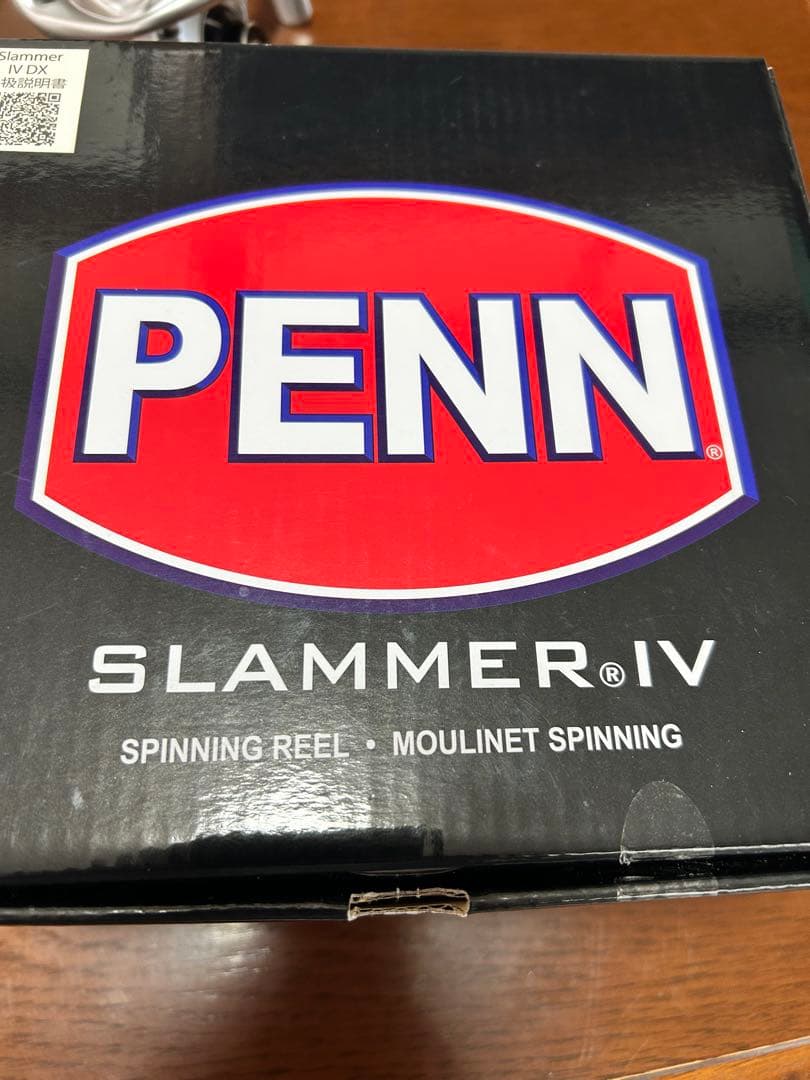 Slammer
IV DX
扱説明書
PENN®
SLAMMER® IV
SPINNING REEL • MOULINET SPINNING